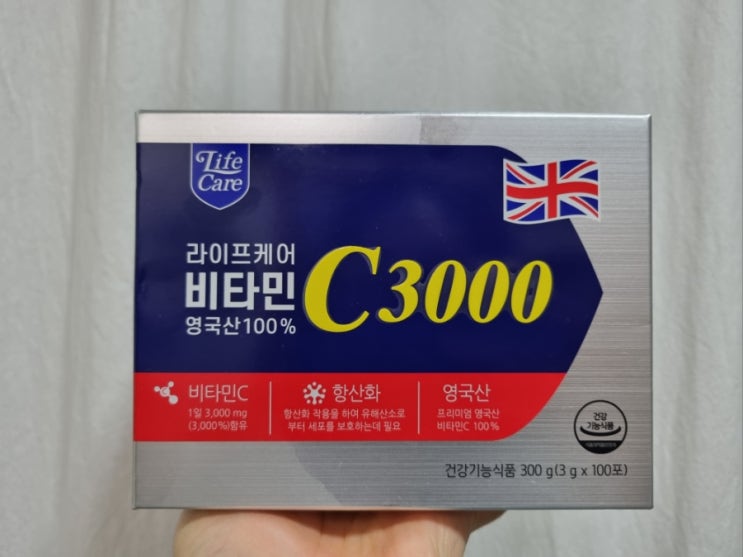 Life
Care
라이프케어
비타민
영국산100%
C3000
비타민C
1일 3,000 mg
(3,000%)함유
항산화
항산화 작용을 하여 유해산소로
부터 세포를 보호하는데 필요
영국산
프리미엄 영국산
비타민C 100%
건강
기능식품
건강기능식품 300 g(3 g x 100포)